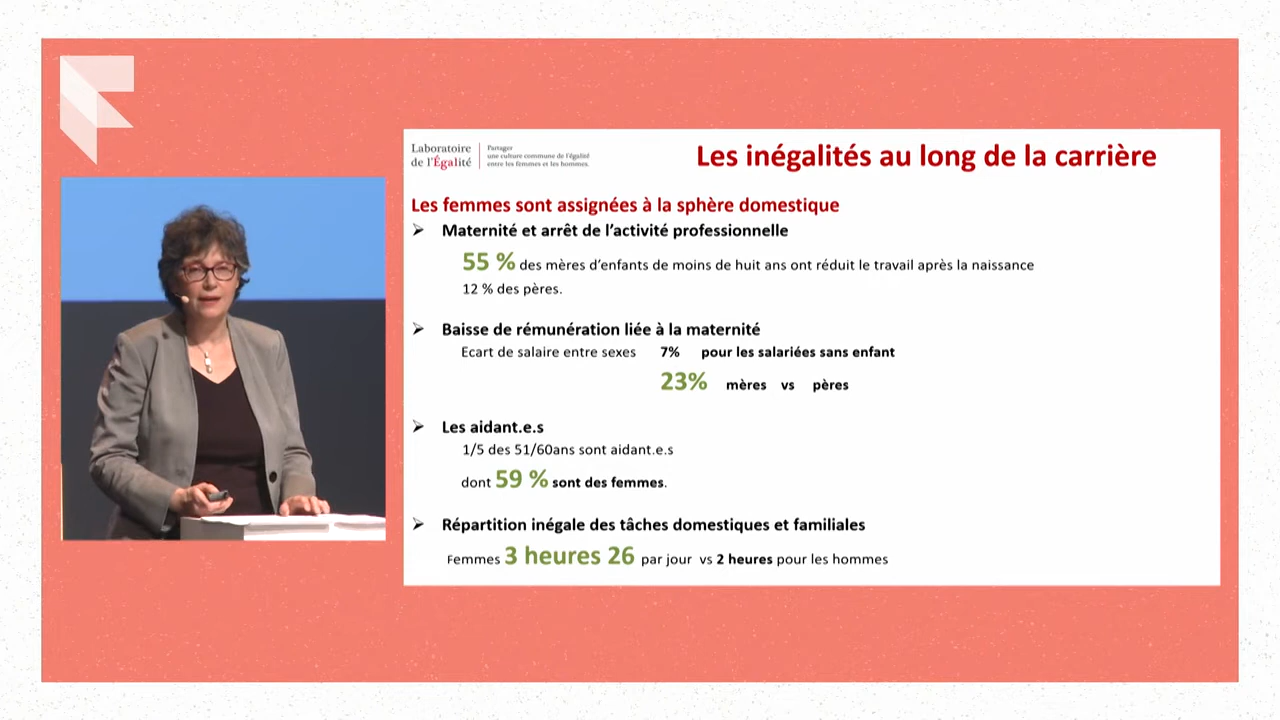 Laboratoire
de l'Égalité
Partager
une culture commune de l'égalité
entre les femmes et les hommes.
Les inégalités au long de la carrière
Les femmes sont assignées à la sphère domestique
Maternité et arrêt de l'activité professionnelle
55 % des mères d'enfants de moins de huit ans ont réduit le travail après la naissance
12 % des pères.
Baisse de rémunération liée à la maternité
Ecart de salaire entre sexes 7% pour les salariées sans enfant
23% mères vs pères
Les aidant.e.s
1/5 des 51/60ans sont aidant.e.s
dont 59 % sont des femmes.
Répartition inégale des tâches domestiques et familiales
Femmes 3 heures 26 par jour vs 2 heures pour les hommes